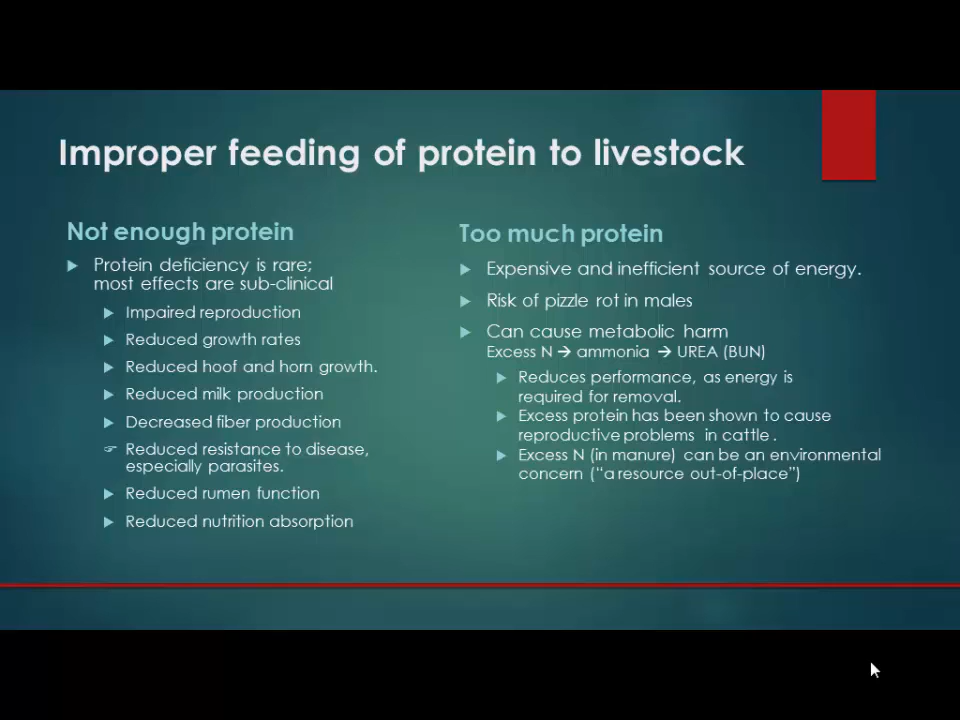 Improper feeding of protein to livestock
Not enough protein
Protein deficiency is rare;
most effects are sub-clinical
Impaired reproduction
Reduced growth rates
Reduced hoof and horn growth.
Reduced milk production
Decreased fiber production
Reduced resistance to disease,
especially parasites.
Reduced rumen function
Reduced nutrition absorption
Too much protein
Expensive and inefficient source of energy.
Risk of pizzle rot in males
Can cause metabolic harm
Excess N → ammonia → UREA (BUN)
Reduces performance, as energy is
required for removal.
Excess protein has been shown to cause
reproductive problems in cattle .
Excess N (in manure) can be an environmental
concern (“a resource out-of-place”)